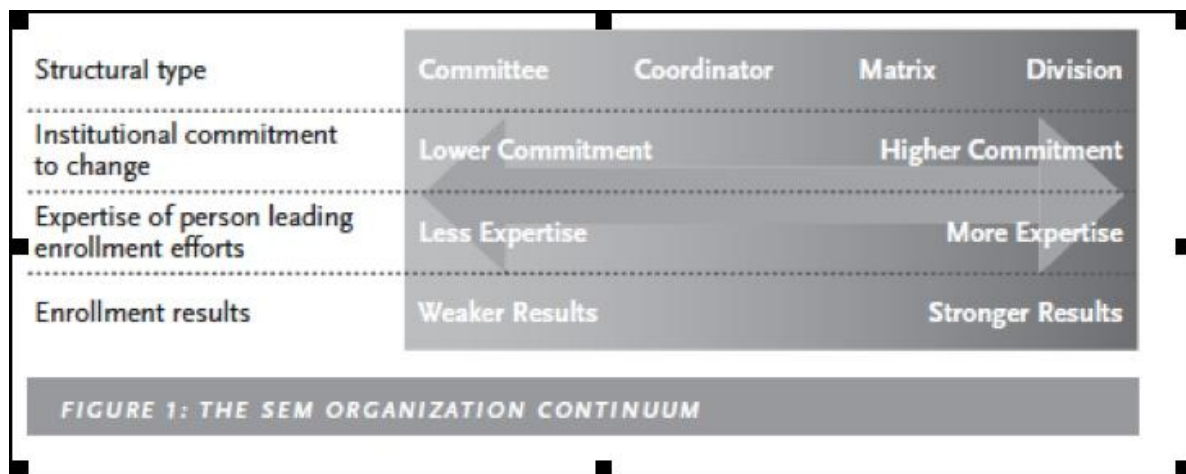 Structural type
Committee Coordinator Matrix Division
Institutional commitment
to change
Lower Commitment Higher Commitment
Expertise of person leading
enrollment efforts
Less Expertise More Expertise
Enrollment results
Weaker Results Stronger Results
FIGURE 1: THE SEM ORGANIZATION CONTINUUM